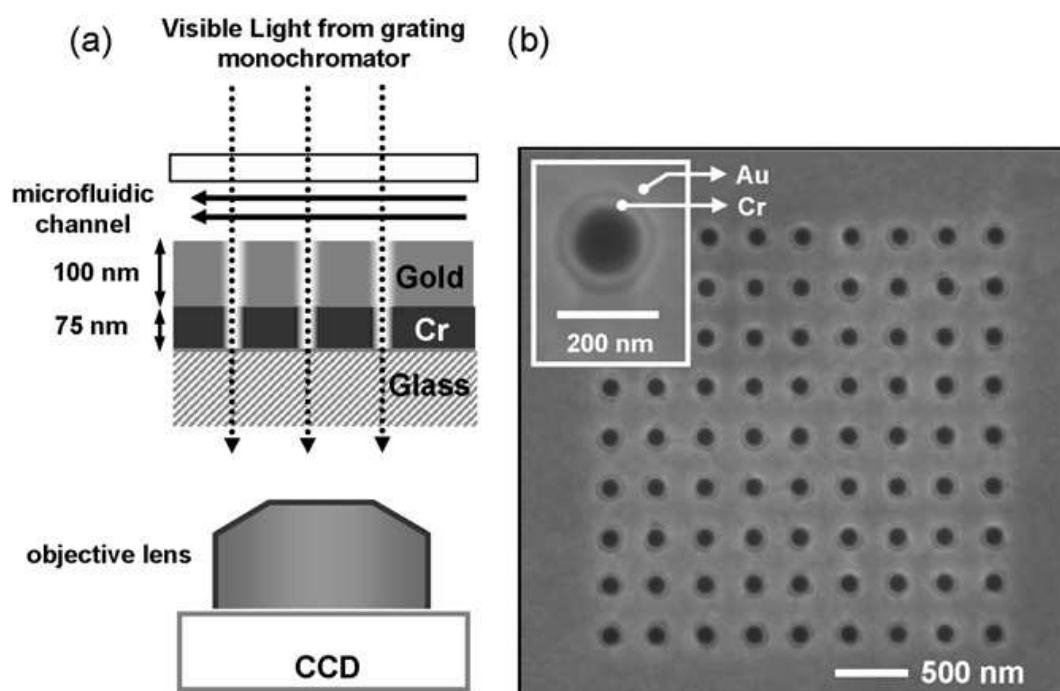 (a)
Visible Light from grating
monochromator
microfluidic
channel
100 nm
Gold
75 nm
Cr
Glass
objective lens
CCD
(b)
Au
Cr
200 nm
500 nm